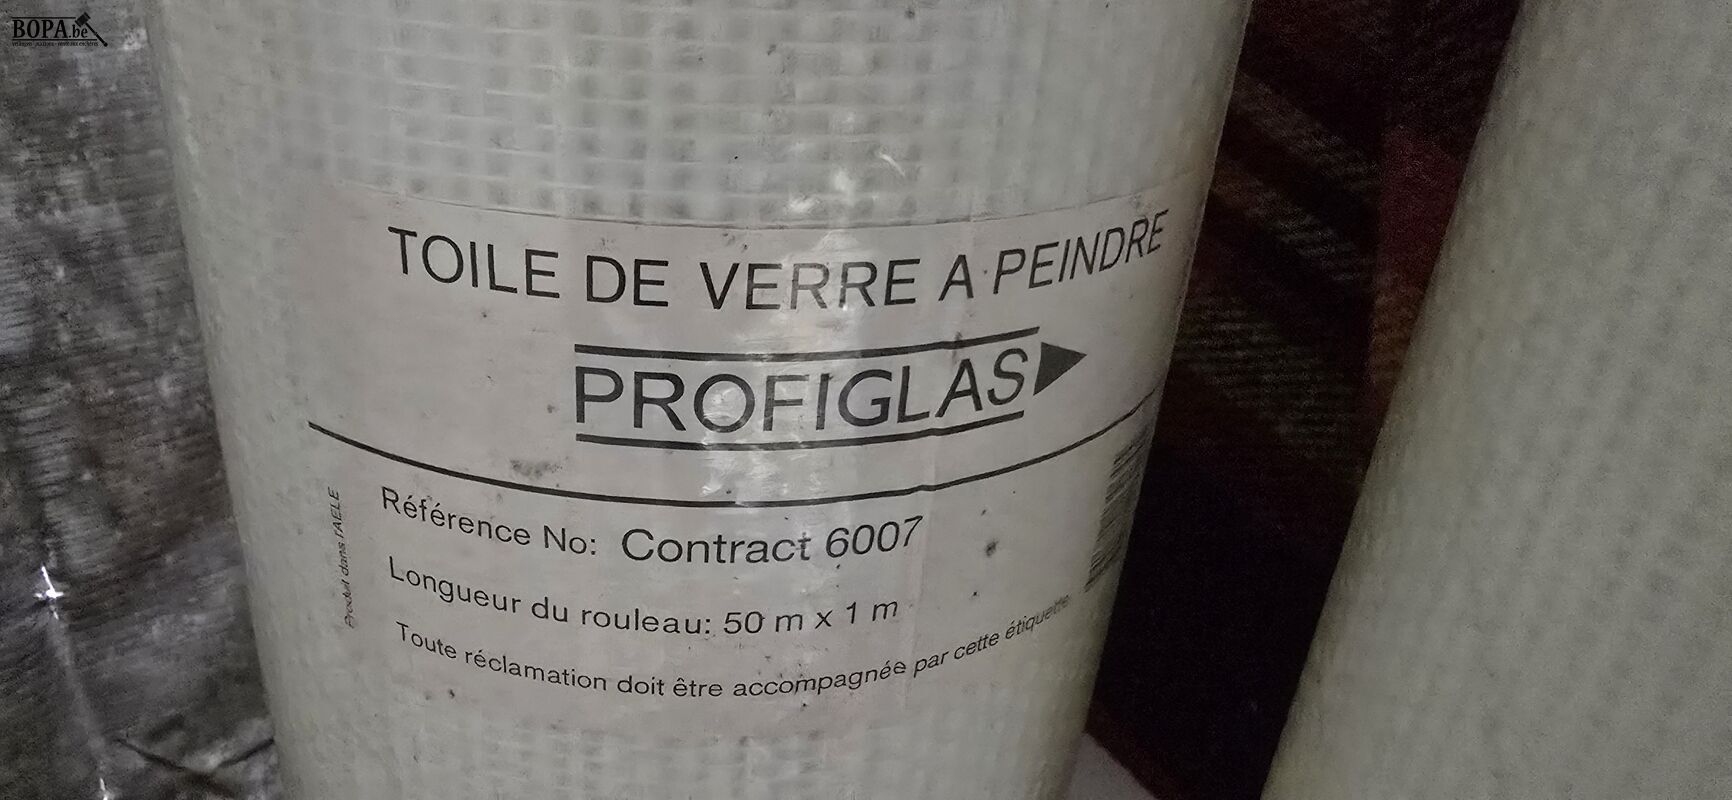 BOPA.be
TOILE DE VERRE A PEINDRE
PROFIGLAS
Référence No: Contract 6007
Longueur du rouleau: 50 m x 1 m
Toute réclamation doit être accompagnée par cette étiquette
Produit dans l'AELE